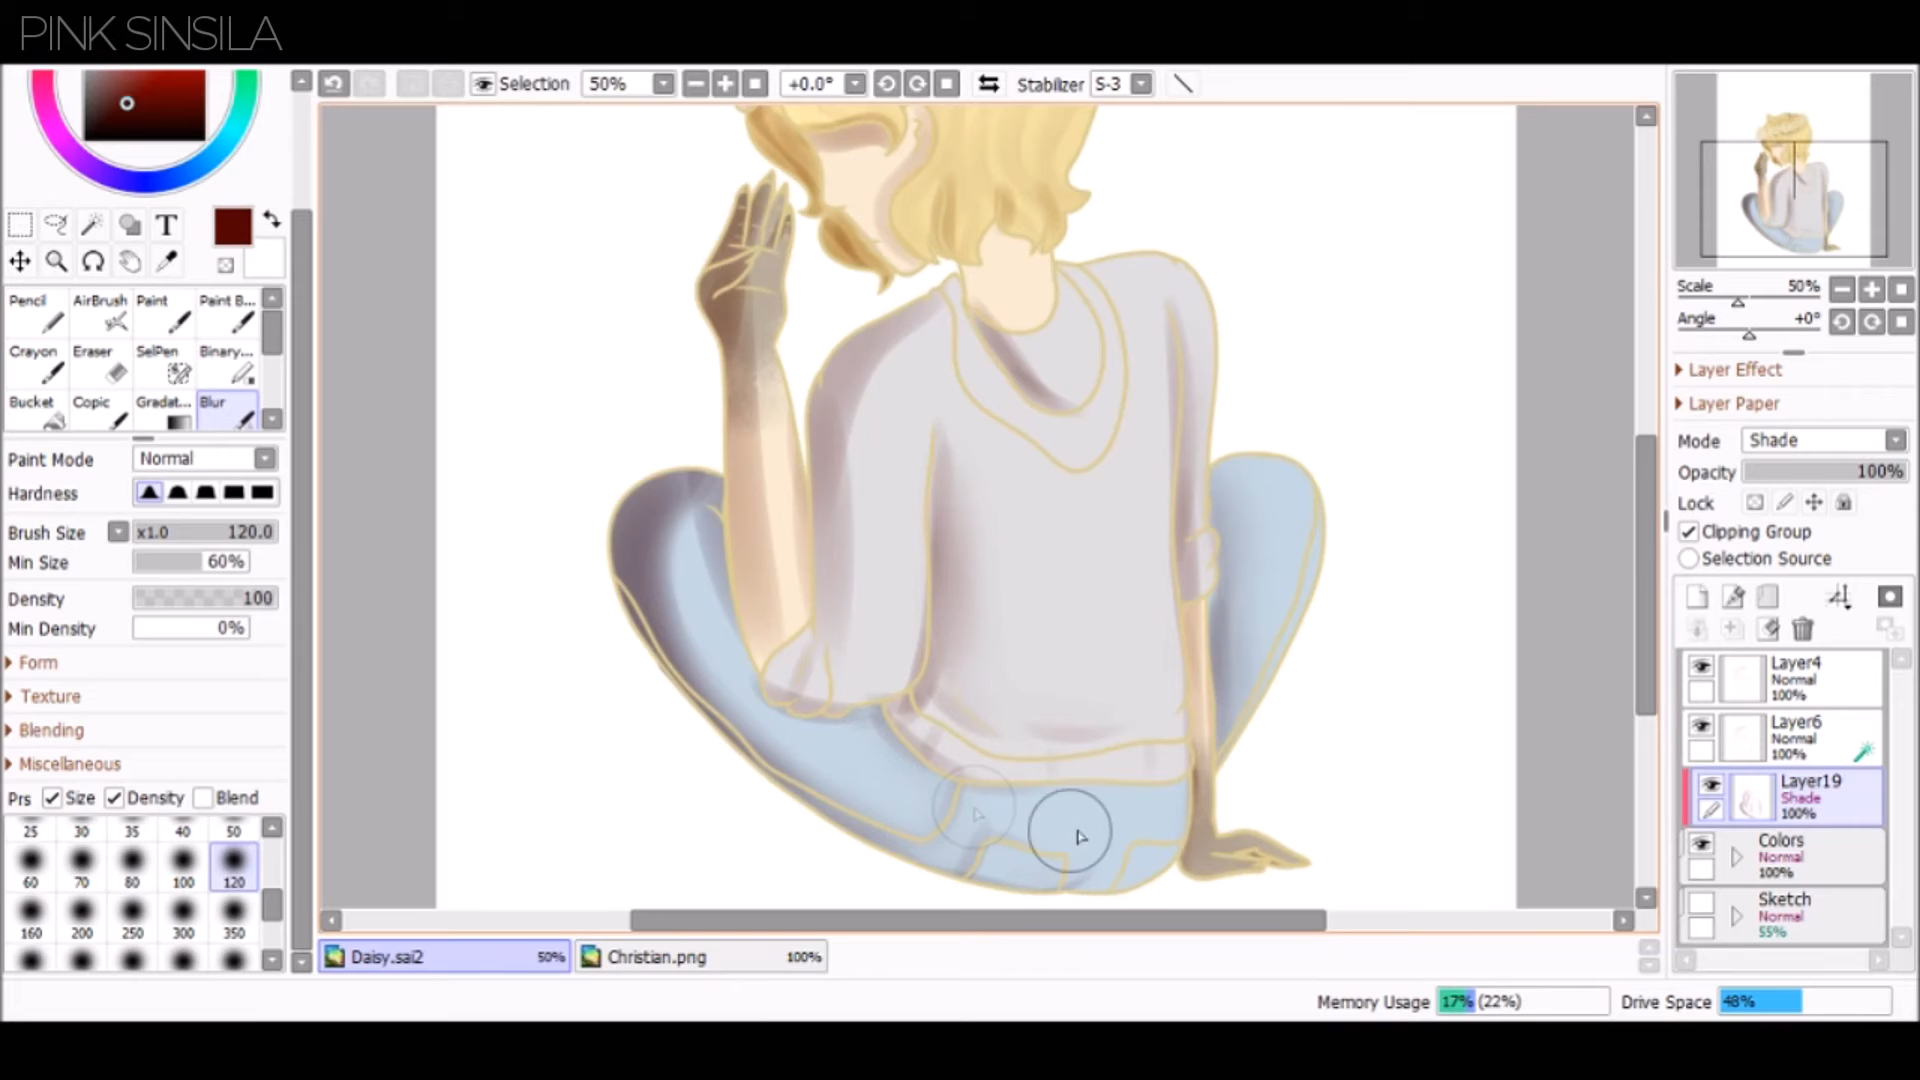 PINK SINSILA
Selection 50% +0.0° Stabilizer S-3
T
Pencil AirBrush Paint Paint B...
Crayon Eraser SelPen Binary...
Bucket Copic Gradat... Blur
Paint Mode Normal
Hardness
Brush Size x1.0 120.0
Min Size 60%
Density 100
Min Density 0%
Form
Texture
Blending
Miscellaneous
Prs Size Density Blend
25 30 35 40 50
60 70 80 100 120
160 200 250 300 350
Daisy.sai2 50% Christian.png 100%
Scale 50%
Angle +0°
Layer Effect
Layer Paper
Mode Shade
Opacity 100%
Lock
Clipping Group
Selection Source
Layer4
Normal
100%
Layer6
Normal
100%
Layer19
Shade
100%
Colors
Normal
100%
Sketch
Normal
55%
Memory Usage 17% (22%) Drive Space 48%